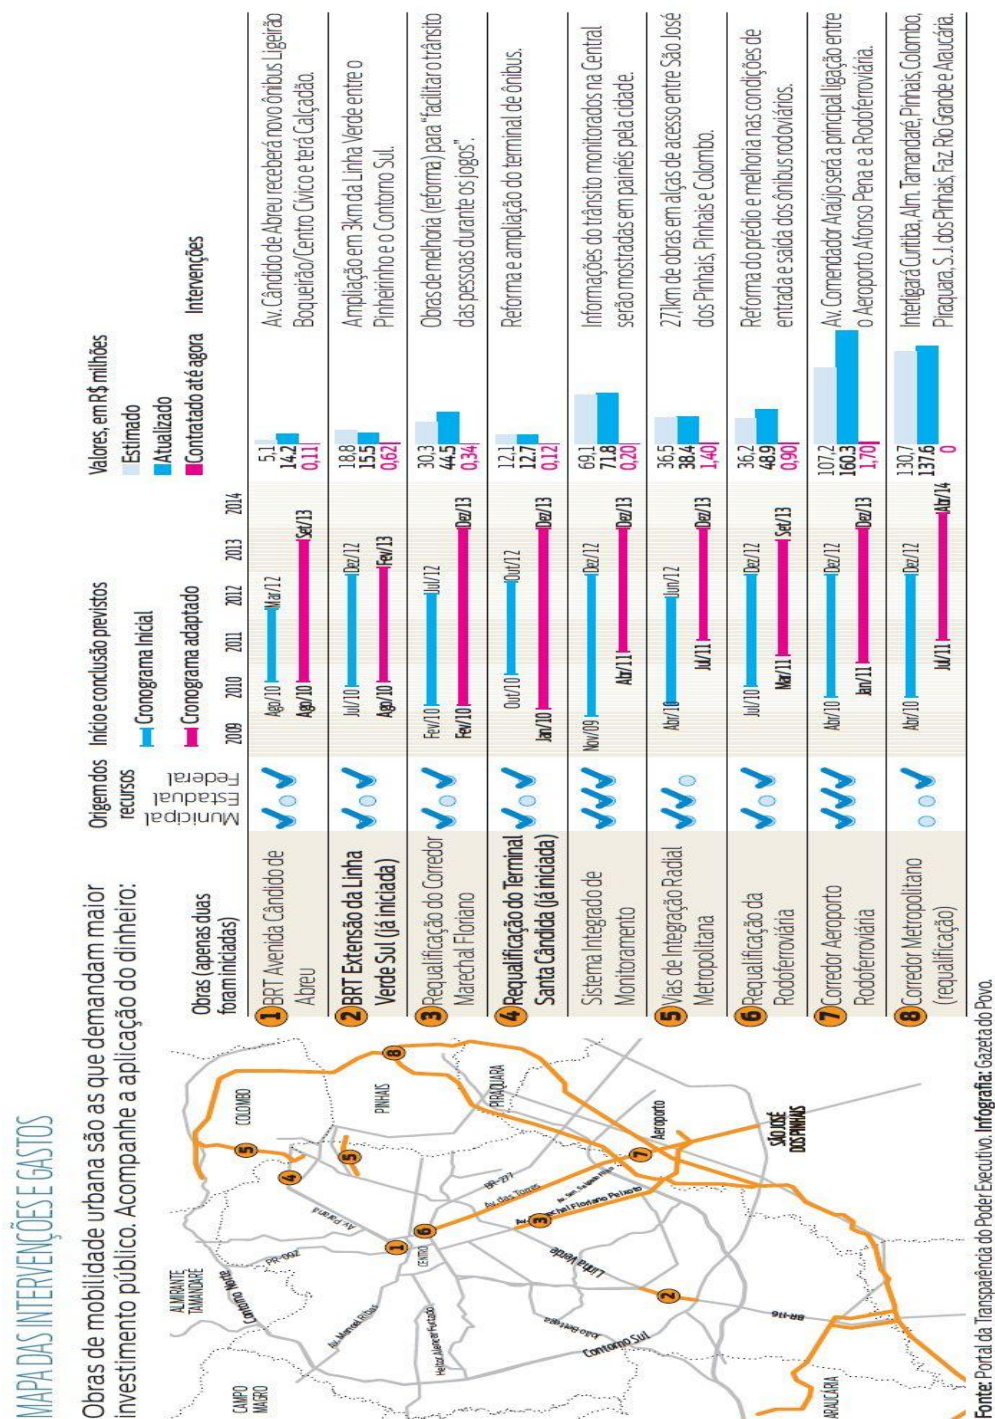 MAPA DAS INTERVENÇÕES E GASTOS
Obras de mobilidade urbana são as que demandam maior
investimento público. Acompanhe a aplicação do dinheiro:
ALMIRANTE
TAMANDARÉ
CAMPO
MAGRO
COLOMBO
PINHAIS
PIRAQUARA
SÃO JOSÉ
DOS PINHAIS
ARAUCÁRIA
Aeroporto
CENTRO
Contorno Norte
PR-092
Av. Paraná
Av. Manoel Ribas
BR-277
Av. das Torres
Linha Verde
Contorno Sul
BR-116
1
2
3
4
5
5
6
7
8
Obras (apenas duas
foram iniciadas)
Origem dos
recursos
Municipal
Estadual
Federal
Início e conclusão previstos
Cronograma Inicial
Cronograma adaptado
2009 2010 2011 2012 2013 2014
Valores, em R$ milhões
Estimado
Atualizado
Contratado até agora
Intervenções
1 BRT Avenida Cândido de
Abreu
Ago/10 Mar/12
Ago/10 Set/13
5,1
14.2
0,11
Av. Cândido de Abreu receberá novo ônibus Ligeirão
Boqueirão/Centro Cívico e terá Calçadão.
2 BRT Extensão da Linha
Verde Sul (já iniciada)
Jul/10 Dez/12
Ago/10 Fev/13
18,8
15.5
0,62
Ampliação em 3km da Linha Verde entre o
Pinheirinho e o Contorno Sul.
3 Requalificação do Corredor
Marechal Floriano
Fev/10 Jul/12
Fev/10 Dez/13
30,3
44.5
0,34
Obras de melhoria (reforma) para "facilitar o trânsito
das pessoas durante os jogos".
4 Requalificação do Terminal
Santa Cândida (já iniciada)
Out/10 Out/12
Jan/10 Dez/13
12,1
12.7
0,12
Reforma e ampliação do terminal de ônibus.
Sistema Integrado de
Monitoramento
Nov/09 Dez/12
Abr/11 Dez/13
69,1
71.8
0,20
Informações do trânsito monitorados na Central
serão mostradas em painéis pela cidade.
5 Vias de Integração Radial
Metropolitana
Abr/10 Jun/12
Jul/11 Dez/13
36,5
38.4
1,40
27,1km de obras em alças de acesso entre São José
dos Pinhais, Pinhais e Colombo.
6 Requalificação da
Rodoferroviária
Jul/10 Dez/12
Mar/11 Set/13
36,2
48.9
0,90
Reforma do prédio e melhoria nas condições de
entrada e saída dos ônibus rodoviários.
7 Corredor Aeroporto
Rodoferroviária
Abr/10 Dez/12
Jan/11 Dez/13
107,2
160.3
1,70
Av. Comendador Araújo será a principal ligação entre
o Aeroporto Afonso Pena e a Rodoferroviária.
8 Corredor Metropolitano
(requalificação)
Abr/10 Dez/12
Jul/11 Abr/14
130,7
137.6
0
Interligará Curitiba, Alm. Tamandaré, Pinhais, Colombo,
Piraquara, S.J. dos Pinhais, Faz Rio Grande e Araucária.
Fonte: Portal da Transparência do Poder Executivo. Infografia: Gazeta do Povo.